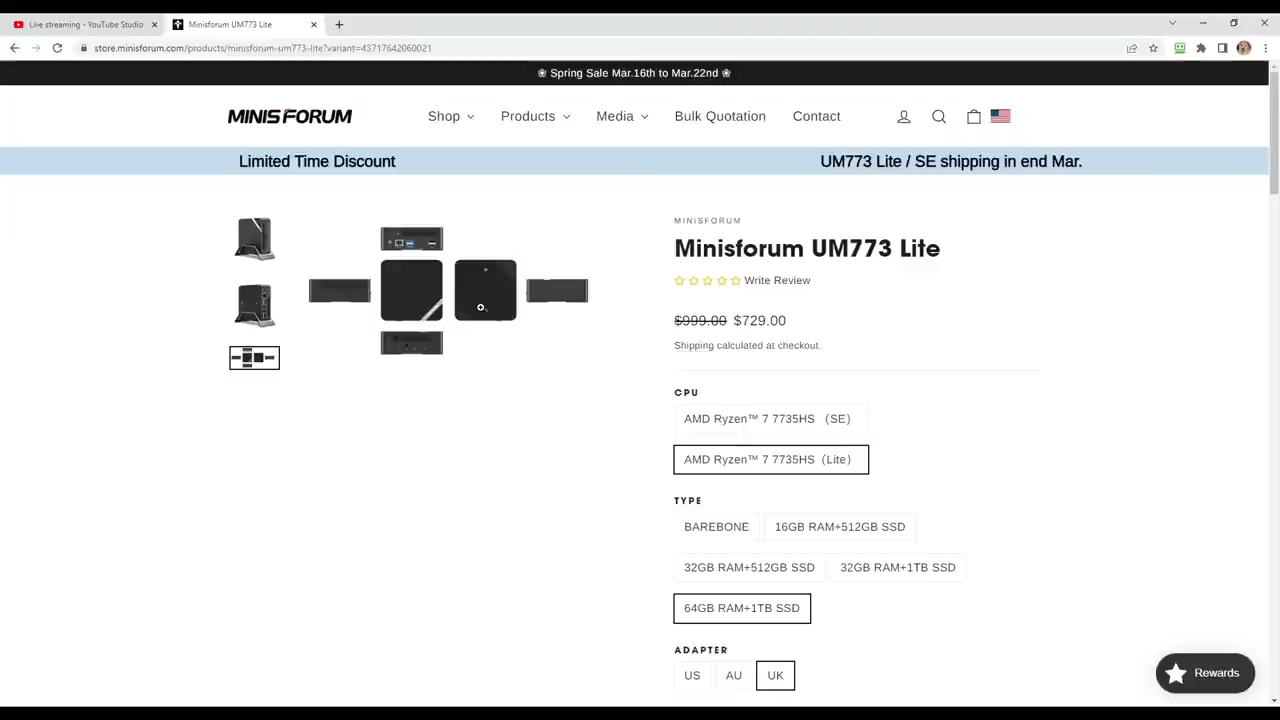 Live streaming - YouTube Studio
Minisforum UM773 Lite
store.minisforum.com/products/minisforum-um773-lite?variant=43717642060021
❀ Spring Sale Mar.16th to Mar.22nd ❀
MINISFORUM
Shop
Products
Media
Bulk Quotation
Contact
Limited Time Discount
UM773 Lite / SE shipping in end Mar.
MINISFORUM
Minisforum UM773 Lite
Write Review
$999.00 $729.00
Shipping calculated at checkout.
CPU
AMD Ryzen™ 7 7735HS （SE）
AMD Ryzen™ 7 7735HS（Lite）
TYPE
BAREBONE
16GB RAM+512GB SSD
32GB RAM+512GB SSD
32GB RAM+1TB SSD
64GB RAM+1TB SSD
ADAPTER
US
AU
UK
Rewards